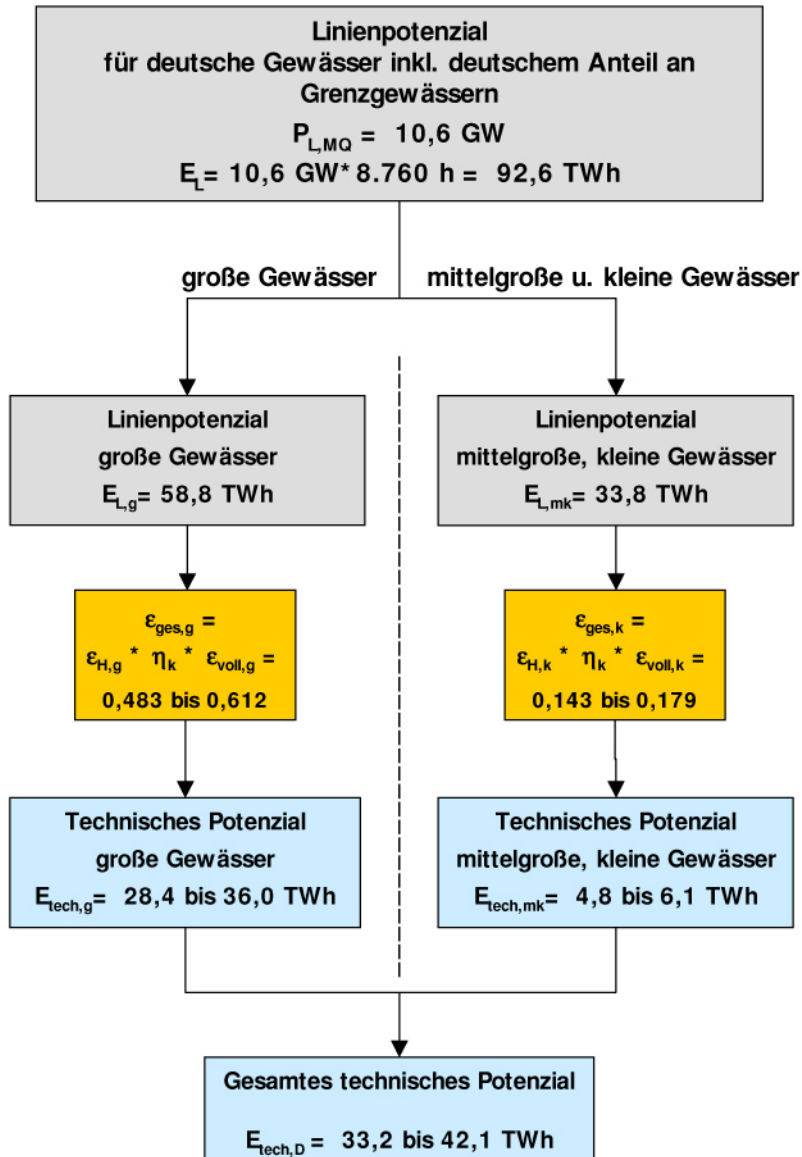 Linienpotenzial
für deutsche Gewässer inkl. deutschem Anteil an
Grenzgewässern
P_L,MQ = 10,6 GW
E_L= 10,6 GW* 8.760 h = 92,6 TWh
große Gewässer
mittelgroße u. kleine Gewässer
Linienpotenzial
große Gewässer
E_L,g= 58,8 TWh
Linienpotenzial
mittelgroße, kleine Gewässer
E_L,mk= 33,8 TWh
ε_ges,g =
ε_H,g * η_k * ε_voll,g =
0,483 bis 0,612
ε_ges,k =
ε_H,k * η_k * ε_voll,k =
0,143 bis 0,179
Technisches Potenzial
große Gewässer
E_tech,g= 28,4 bis 36,0 TWh
Technisches Potenzial
mittelgroße, kleine Gewässer
E_tech,mk= 4,8 bis 6,1 TWh
Gesamtes technisches Potenzial
E_tech,D = 33,2 bis 42,1 TWh